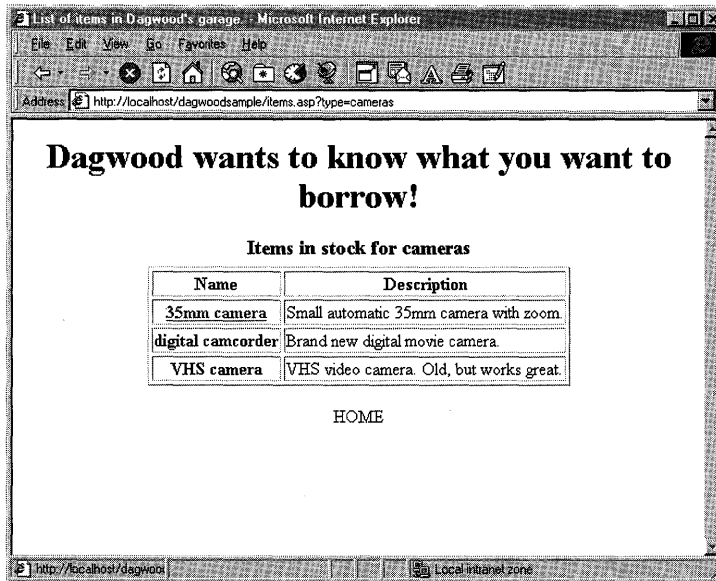 List of items in Dagwood's garage. - Microsoft Internet Explorer
File Edit View Go Favorites Help
Address http://localhost/dagwoodsample/items.asp?type=cameras
Dagwood wants to know what you want to
borrow!
Items in stock for cameras
Name Description
35mm camera Small automatic 35mm camera with zoom.
digital camcorder Brand new digital movie camera.
VHS camera VHS video camera. Old, but works great.
HOME
http://localhost/dagwoo Local intranet zone